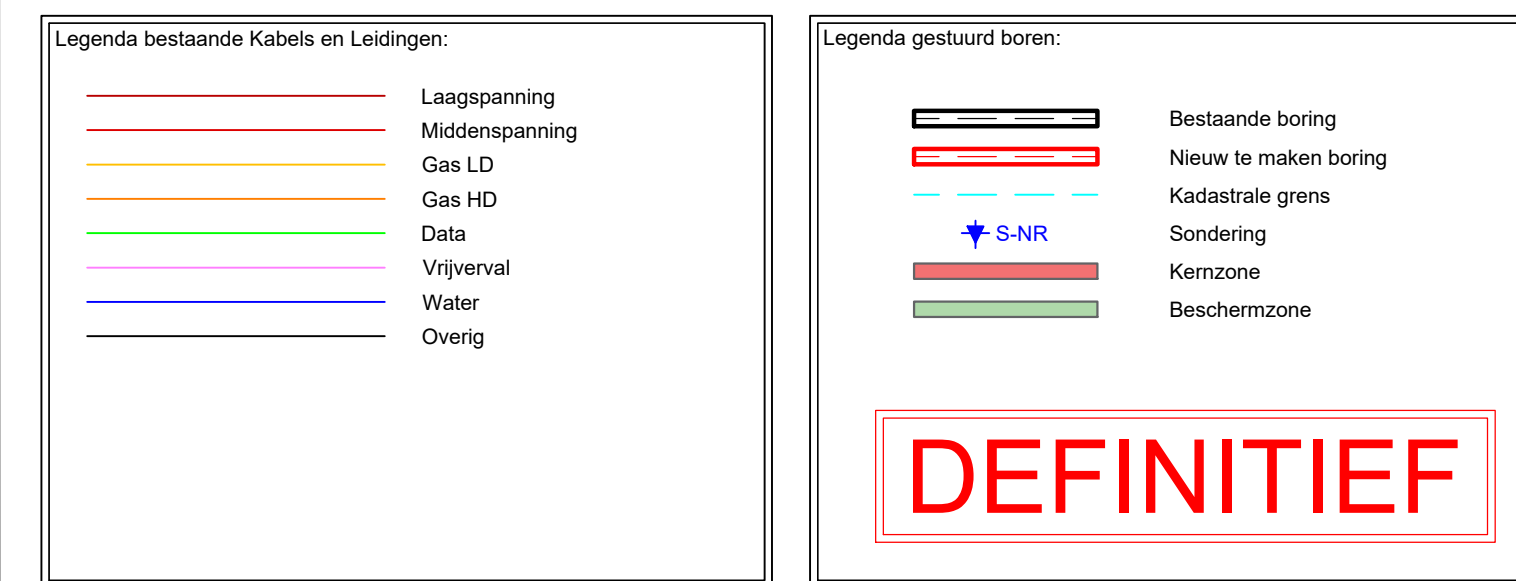 Legenda bestaande Kabels en Leidingen:
Laagspanning
Middenspanning
Gas LD
Gas HD
Data
Vrijverval
Water
Overig
Legenda gestuurd boren:
Bestaande boring
Nieuw te maken boring
Kadastrale grens
S-NR Sondering
Kernzone
Beschermzone
DEFINITIEF